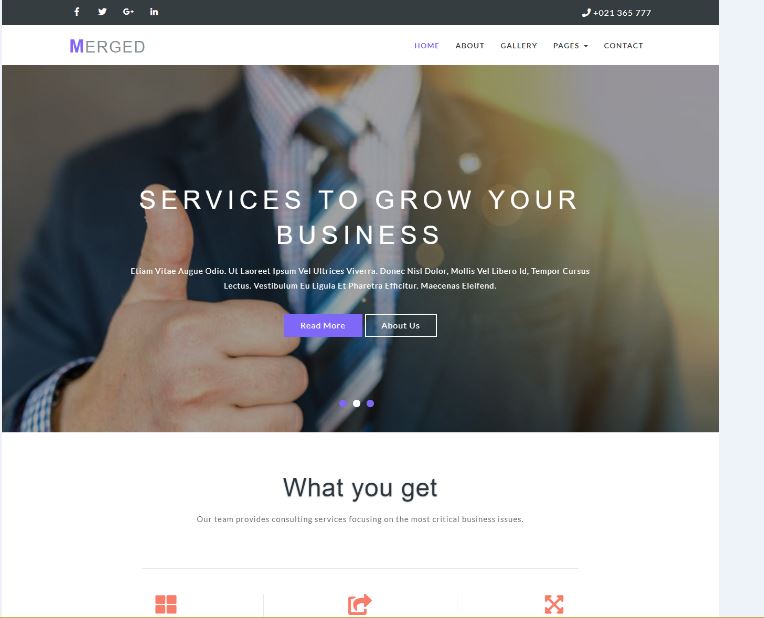 +021 365 777
MERGED
HOME ABOUT GALLERY PAGES CONTACT
SERVICES TO GROW YOUR
BUSINESS
Etiam Vitae Augue Odio. Ut Laoreet Ipsum Vel Ultrices Viverra. Donec Nisl Dolor, Mollis Vel Libero Id, Tempor Cursus
Lectus. Vestibulum Eu Ligula Et Pharetra Efficitur. Maecenas Eleifend.
Read More About Us
What you get
Our team provides consulting services focusing on the most critical business issues.